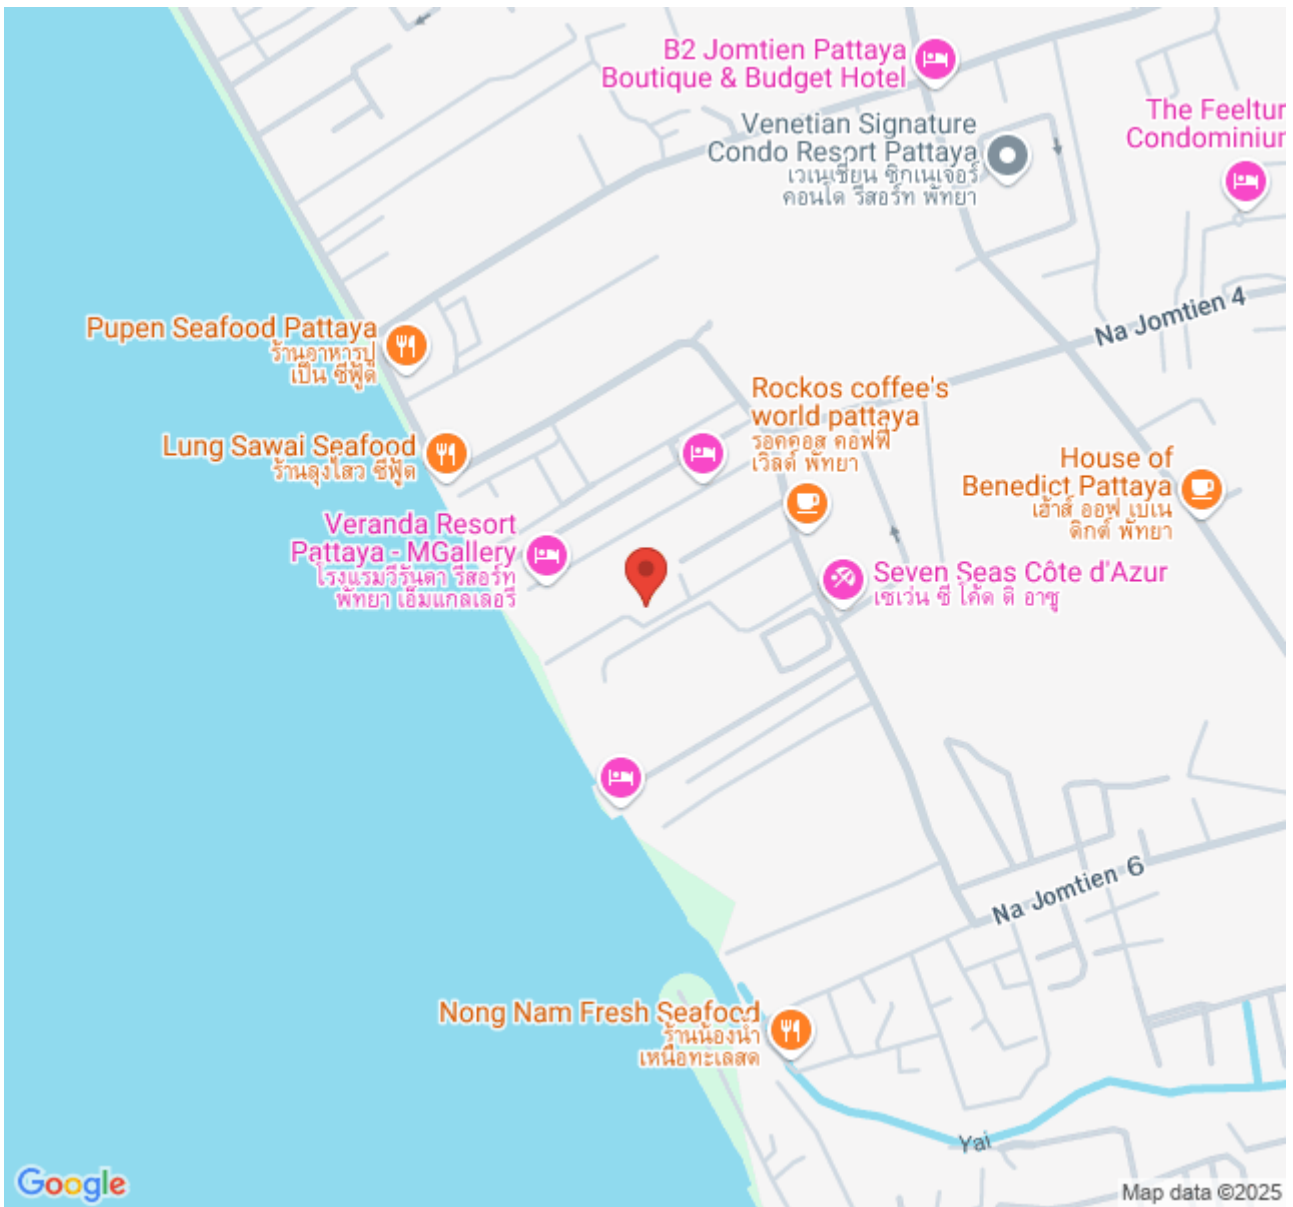 B2 Jomtien Pattaya
Boutique & Budget Hotel
The Feeltur
Condominiur
Venetian Signature
Condo Resort Pattaya
เวเนเชี่ยน ซิกเนเจอร์
คอนโด รีสอร์ท พัทยา
Na Jomtien 4
Pupen Seafood Pattaya
ร้านอาหารปู
เป็น ซีฟู้ด
Rockos coffee's
world pattaya
รอคคอส คอฟฟี่
เวิลด์ พัทยา
Lung Sawai Seafood
ร้านลุงไสว ซีฟู้ด
House of
Benedict Pattaya
เฮ้าส์ ออฟ เบเน
ดิกต์ พัทยา
Veranda Resort
Pattaya - MGallery
โรงแรมวีรันดา รีสอร์ท
พัทยา เอ็มแกลเลอรี
Seven Seas Côte d'Azur
เซเว่น ซี โค้ด ดิ อาซู
Na Jomtien 6
Nong Nam Fresh Seafood
ร้านน้องน้ำ
เหนือทะเลสด
Yai
Google
Map data ©2025